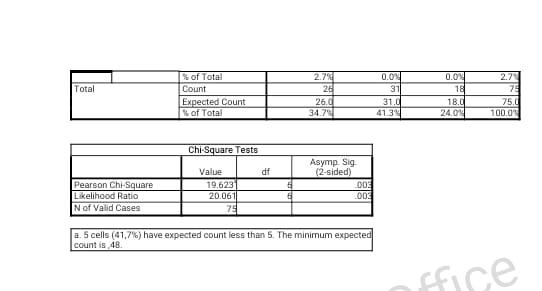 % of Total 2.7% 0.0% 0.0% 2.7%
Total Count 26 31 18 75
Expected Count 26.0 31.0 18.0 75.0
% of Total 34.7% 41.3% 24.0% 100.0%
Chi-Square Tests
Value df Asymp. Sig. (2-sided)
Pearson Chi-Square 19.623 6 .003
Likelihood Ratio 20.061 6 .003
N of Valid Cases 75
a. 5 cells (41,7%) have expected count less than 5. The minimum expected
count is ,48.